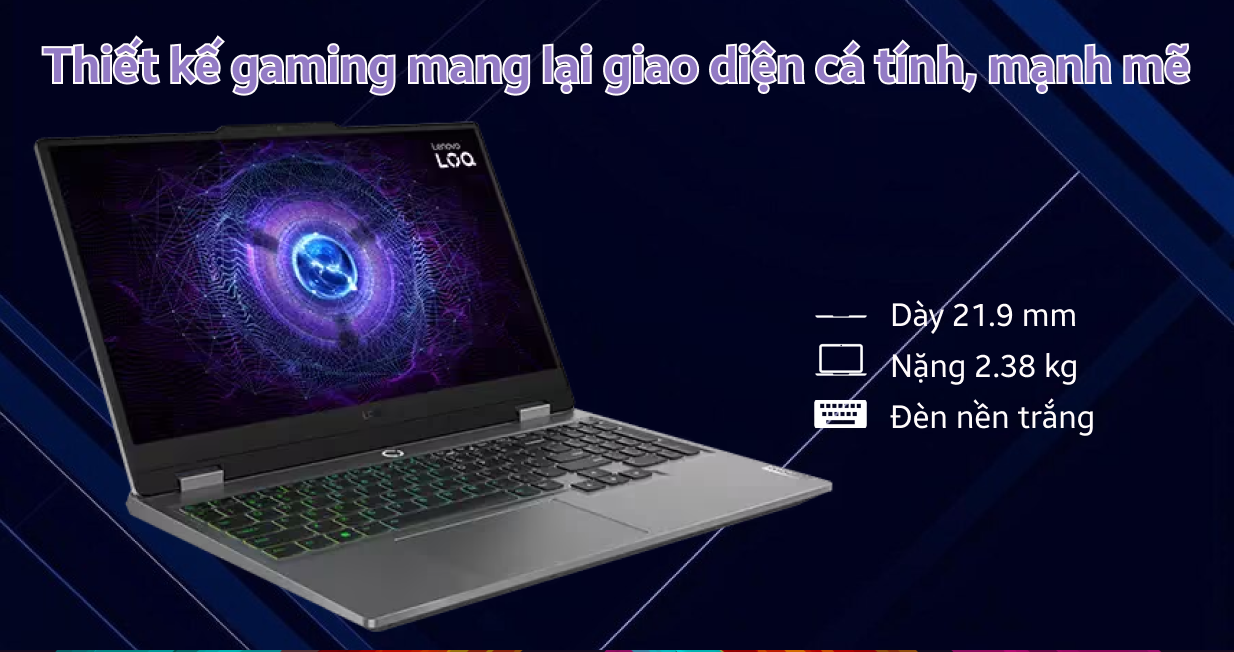 Thiết kế gaming mang lại giao diện cá tính, mạnh mẽ
Lenovo
LOQ
Dày 21.9 mm
Nặng 2.38 kg
Đèn nền trắng